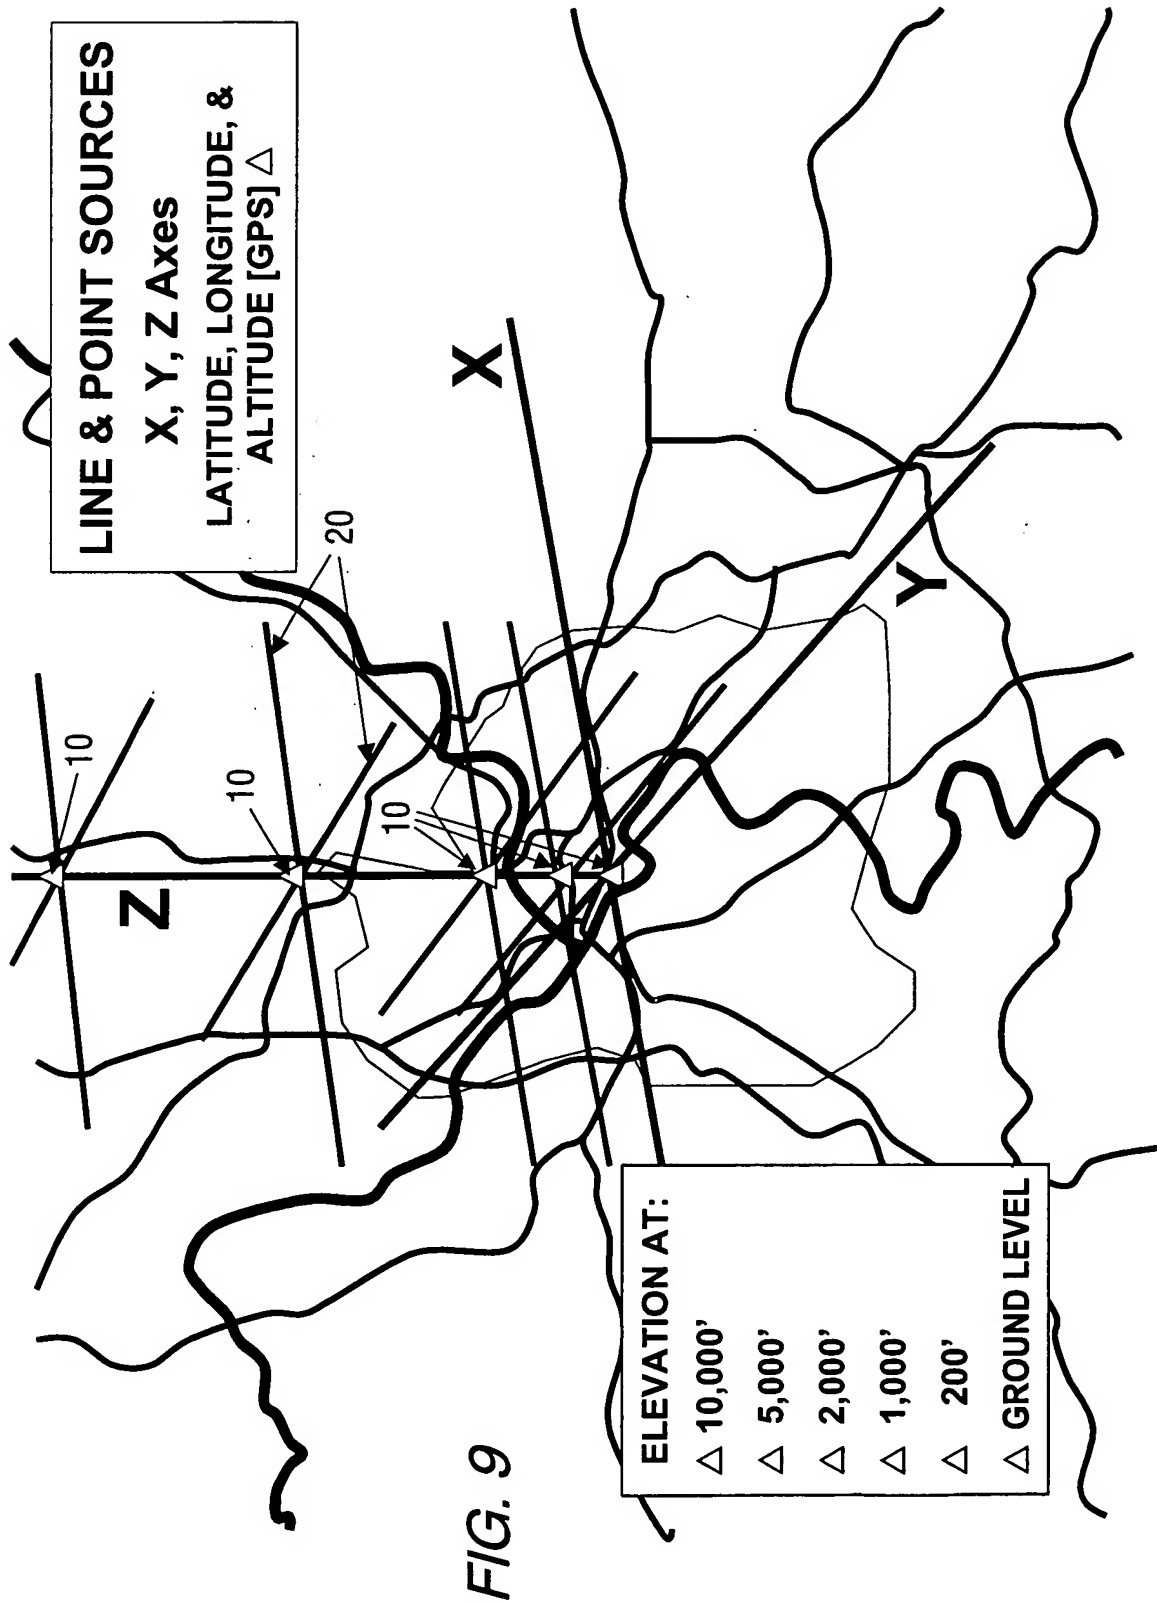 LINE & POINT SOURCES
X, Y, Z Axes
LATITUDE, LONGITUDE, &
ALTITUDE [GPS] △
10
20
Z
10
10
X
Y
ELEVATION AT:
△ 10,000'
△ 5,000'
△ 2,000'
△ 1,000'
△ 200'
△ GROUND LEVEL
FIG. 9